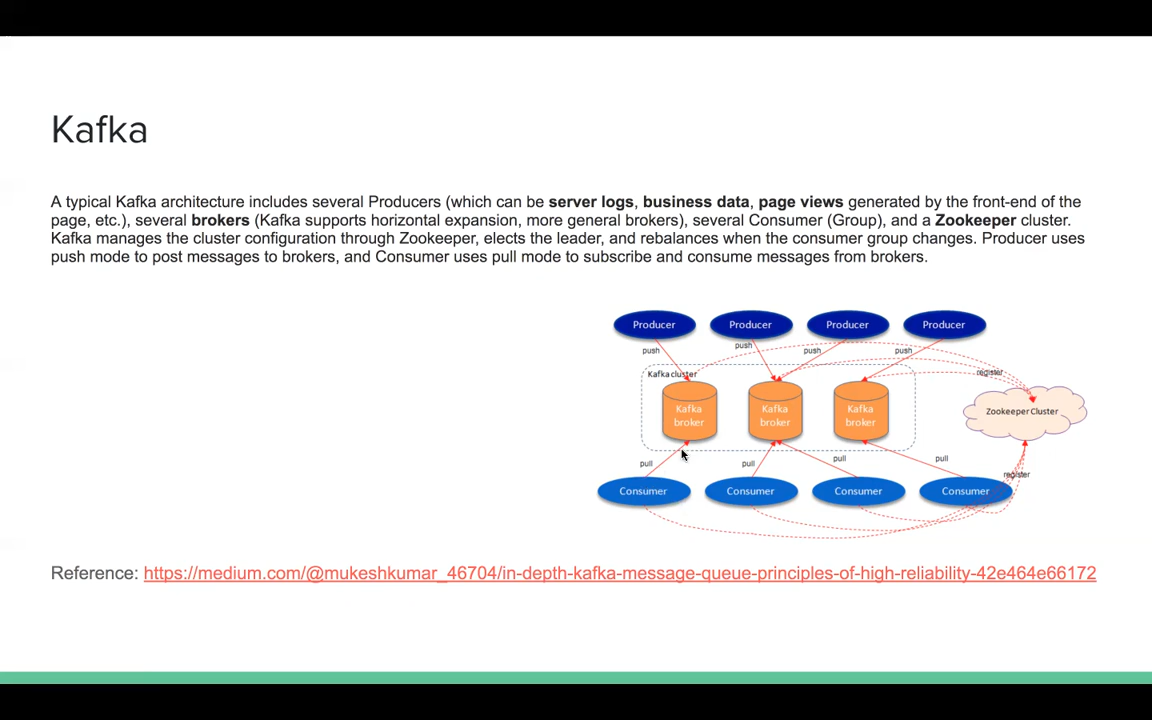 Kafka
A typical Kafka architecture includes several Producers (which can be server logs, business data, page views generated by the front-end of the
page, etc.), several brokers (Kafka supports horizontal expansion, more general brokers), several Consumer (Group), and a Zookeeper cluster.
Kafka manages the cluster configuration through Zookeeper, elects the leader, and rebalances when the consumer group changes. Producer uses
push mode to post messages to brokers, and Consumer uses pull mode to subscribe and consume messages from brokers.
Producer Producer Producer Producer
push push push push
Kafka cluster
register
Kafka broker
Kafka broker
Kafka broker
Zookeeper Cluster
pull pull pull pull
register
Consumer Consumer Consumer Consumer
Reference: https://medium.com/@mukeshkumar_46704/in-depth-kafka-message-queue-principles-of-high-reliability-42e464e66172